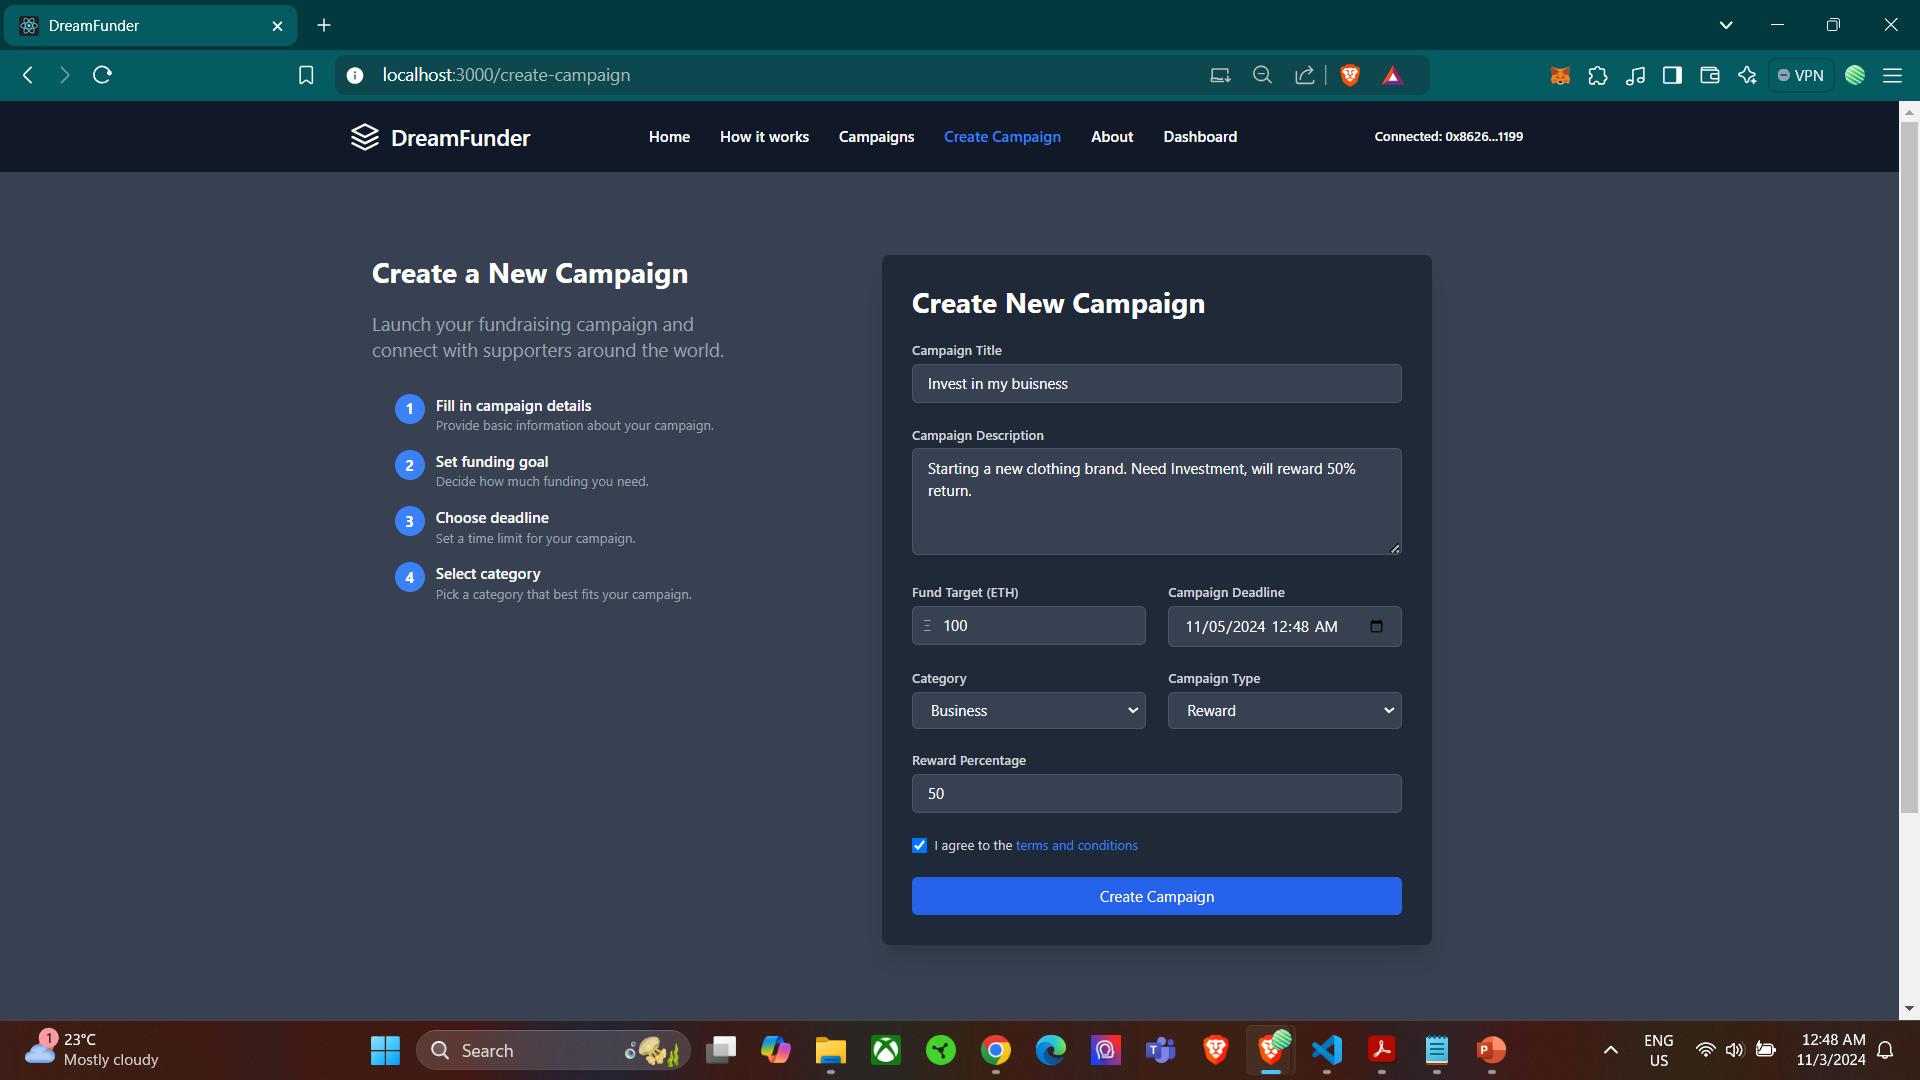 DreamFunder
localhost:3000/create-campaign
VPN
DreamFunder
Home
How it works
Campaigns
Create Campaign
About
Dashboard
Connected: 0x8626...1199
Create a New Campaign
Launch your fundraising campaign and
connect with supporters around the world.
1
Fill in campaign details
Provide basic information about your campaign.
2
Set funding goal
Decide how much funding you need.
3
Choose deadline
Set a time limit for your campaign.
4
Select category
Pick a category that best fits your campaign.
Create New Campaign
Campaign Title
Invest in my buisness
Campaign Description
Starting a new clothing brand. Need Investment, will reward 50%
return.
Fund Target (ETH)
Ξ 100
Campaign Deadline
11/05/2024 12:48 AM
Category
Business
Campaign Type
Reward
Reward Percentage
50
I agree to the terms and conditions
Create Campaign
1
23°C
Mostly cloudy
Search
ENG
US
12:48 AM
11/3/2024